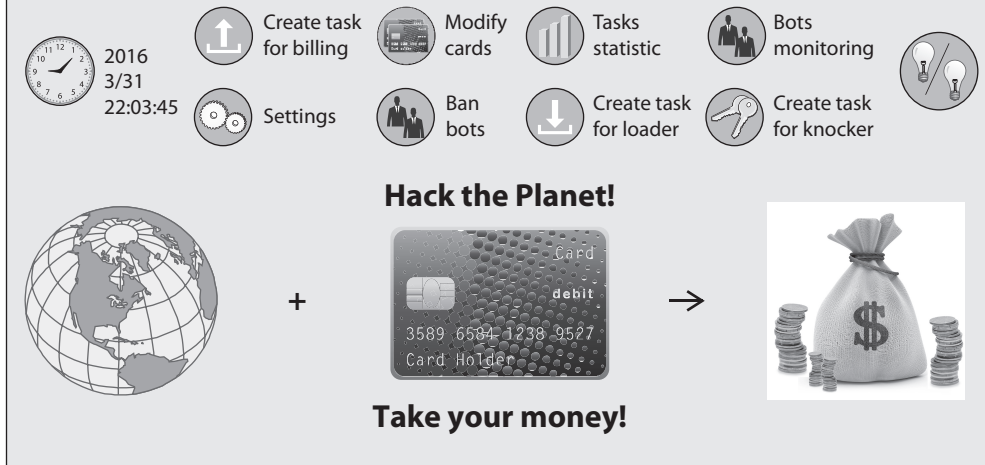 2016
3/31
22:03:45
Create task
for billing
Modify
cards
Tasks
statistic
Bots
monitoring
Settings
Ban
bots
Create task
for loader
Create task
for knocker
Hack the Planet!
+
Card
debit
3589 6584 1238 9527
Card Holder
$
Take your money!